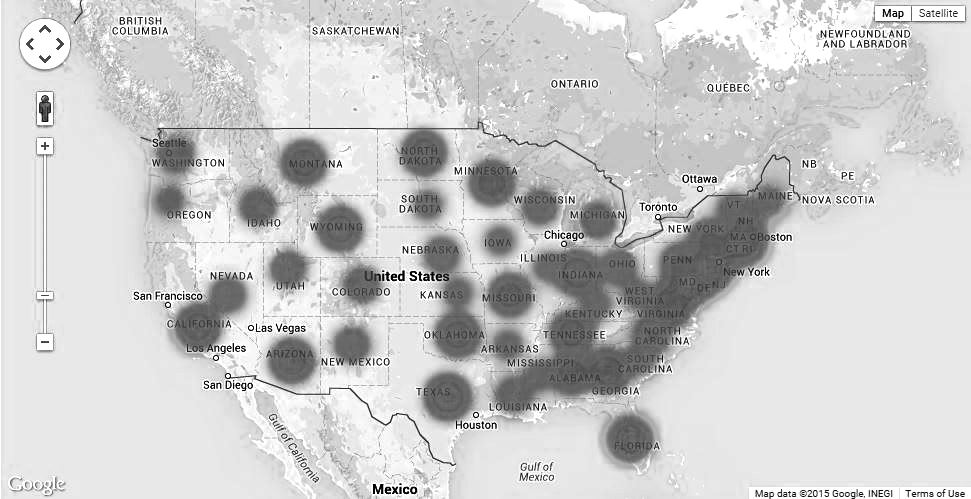 BRITISH
COLUMBIA
SASKATCHEWAN
Map
Satellite
NEWFOUNDLAND
AND LABRADOR
ONTARIO
QUÉBEC
Seattle
WASHINGTON
MONTANA
NORTH
DAKOTA
MINNESOTA
Ottawa
NB
PE
NOVA SCOTIA
MAINE
OREGON
IDAHO
WYOMING
SOUTH
DAKOTA
WISCONSIN
MICHIGAN
Toronto
VT
NH
NEW YORK
MA
Boston
CT
RI
IOWA
Chicago
NEBRASKA
ILLINOIS
INDIANA
OHIO
PENN
New York
NEVADA
UTAH
COLORADO
United States
KANSAS
MISSOURI
WEST
VIRGINIA
MD
DE
NJ
San Francisco
CALIFORNIA
Las Vegas
KENTUCKY
VIRGINIA
Los Angeles
ARIZONA
NEW MEXICO
OKLAHOMA
ARKANSAS
TENNESSEE
NORTH
CAROLINA
MISSISSIPPI
ALABAMA
SOUTH
CAROLINA
GEORGIA
San Diego
TEXAS
LOUISIANA
Houston
FLORIDA
Gulf of California
Gulf of
Mexico
Mexico
Google
Map data ©2015 Google, INEGI
Terms of Use